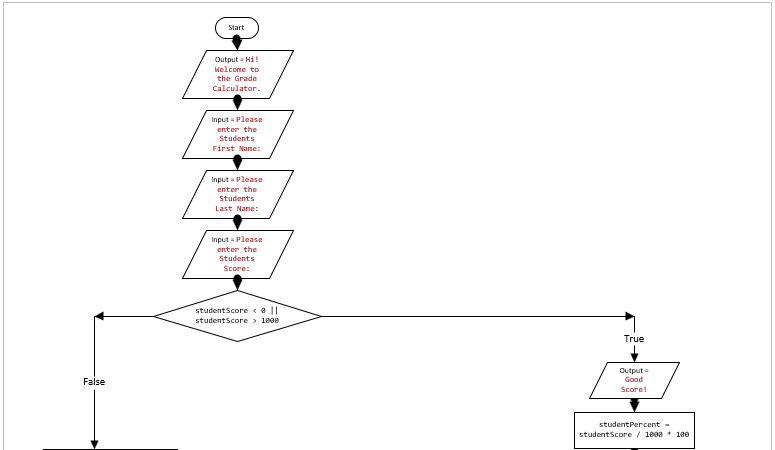 Start
Output = Hi!
Welcome to
the Grade
Calculator.
Input = Please
enter the
Students
First Name:
Input = Please
enter the
Students
Last Name:
Input = Please
enter the
Students
Score:
studentScore < 0 ||
studentScore > 1000
True
False
Output =
Good
Score!
studentPercent =
studentScore / 1000 * 100